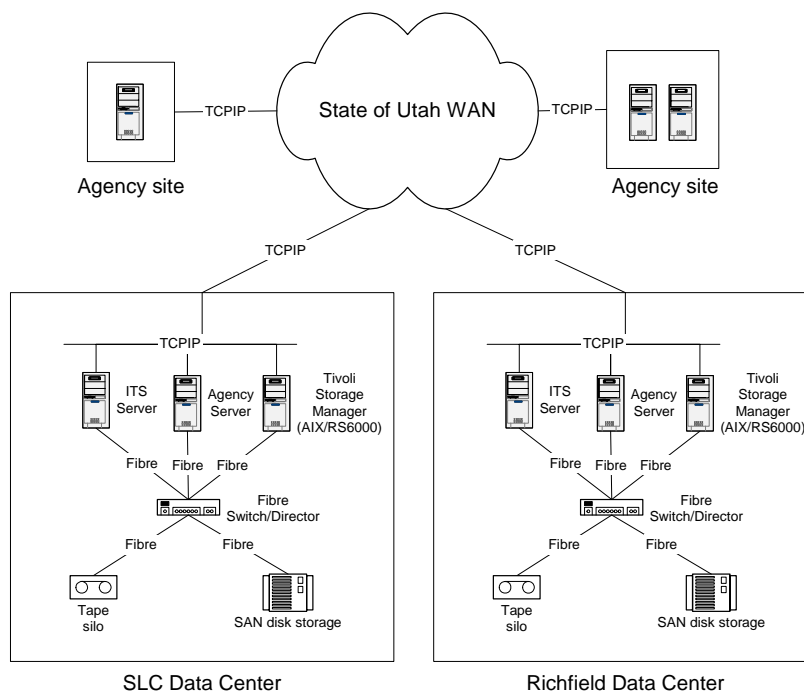 State of Utah WAN
TCPIP
TCPIP
Agency site
Agency site
TCPIP
TCPIP
TCPIP
ITS
Server
Agency
Server
Tivoli
Storage
Manager
(AIX/RS6000)
Fibre
Fibre
Fibre
Fibre
Switch/Director
Fibre
Fibre
Tape
silo
SAN disk storage
SLC Data Center
TCPIP
ITS
Server
Agency
Server
Tivoli
Storage
Manager
(AIX/RS6000)
Fibre
Fibre
Fibre
Fibre
Switch/Director
Fibre
Fibre
Tape
silo
SAN disk storage
Richfield Data Center